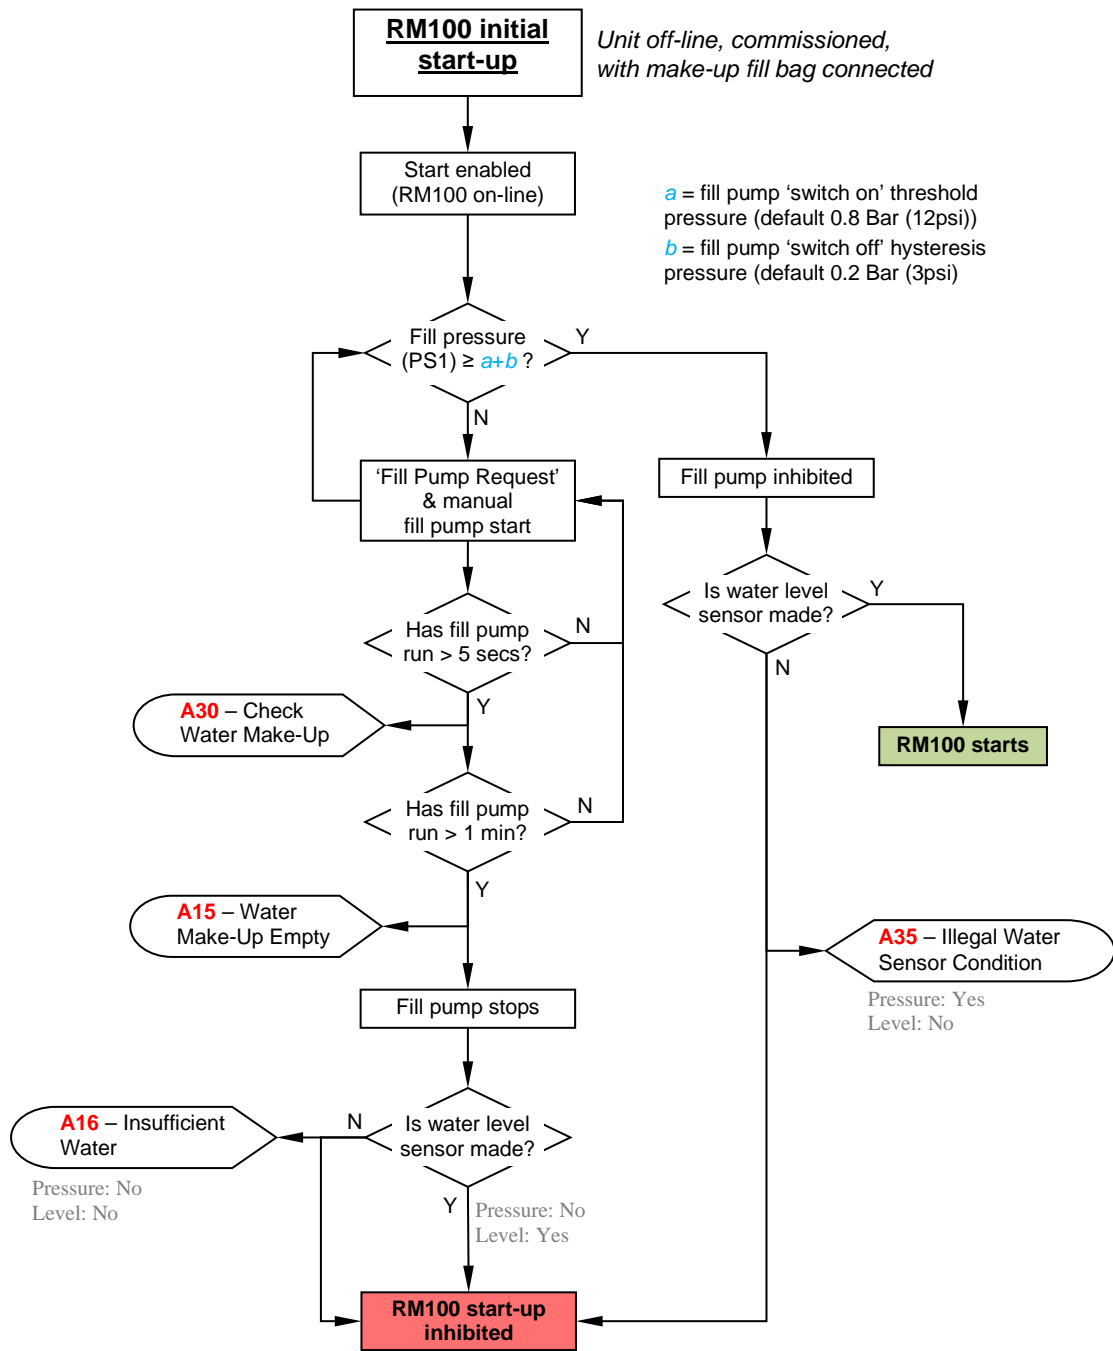 RM100 initial
start-up
Unit off-line, commissioned,
with make-up fill bag connected
Start enabled
(RM100 on-line)
a = fill pump ‘switch on’ threshold
pressure (default 0.8 Bar (12psi))
b = fill pump ‘switch off’ hysteresis
pressure (default 0.2 Bar (3psi)
Fill pressure
(PS1) ≥ a+b ?
Y
N
‘Fill Pump Request’
& manual
fill pump start
Fill pump inhibited
Is water level
sensor made?
Y
N
Has fill pump
run > 5 secs?
N
Y
A30 – Check
Water Make-Up
RM100 starts
Has fill pump
run > 1 min?
N
Y
A15 – Water
Make-Up Empty
A35 – Illegal Water
Sensor Condition
Pressure: Yes
Level: No
Fill pump stops
Is water level
sensor made?
N
Y
A16 – Insufficient
Water
Pressure: No
Level: No
Pressure: No
Level: Yes
RM100 start-up
inhibited